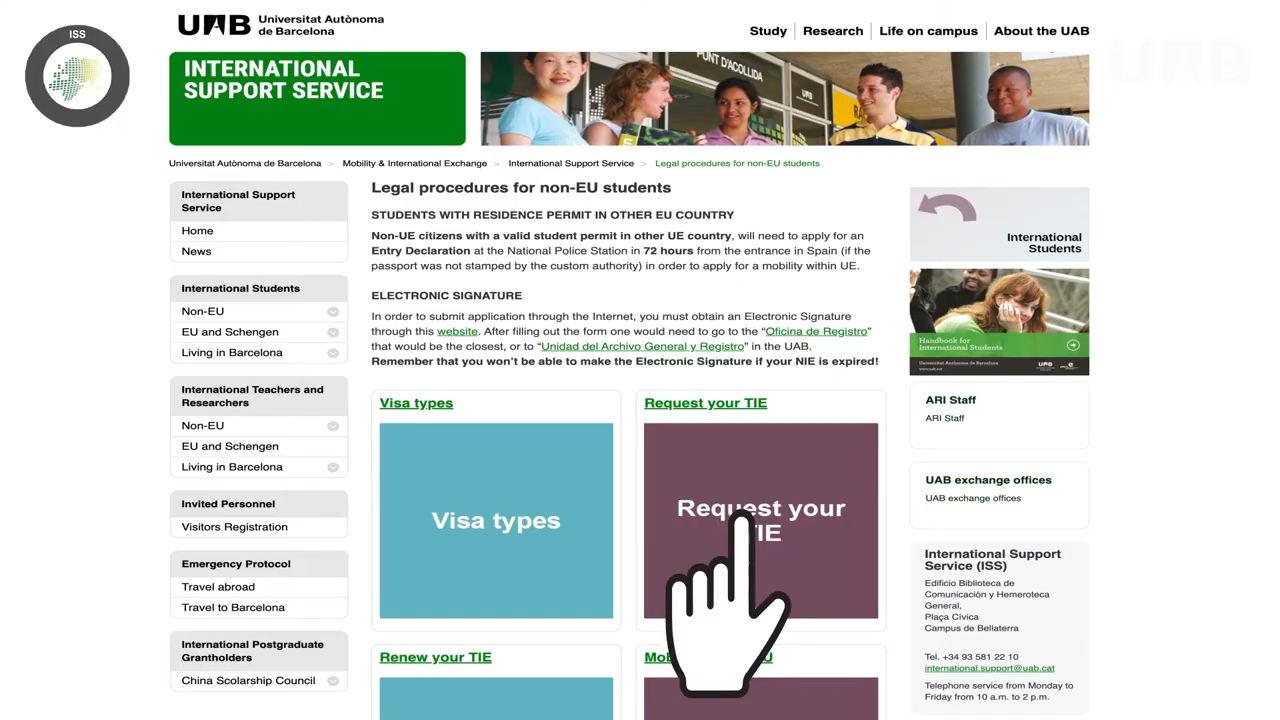 ISS
UAB Universitat Autònoma
de Barcelona
Study
Research
Life on campus
About the UAB
UAB
INTERNATIONAL
SUPPORT SERVICE
PUNT D'ACOLLIDA
UAB
Universitat Autònoma de Barcelona > Mobility & International Exchange > International Support Service > Legal procedures for non-EU students
International Support
Service
Home
News
International Students
Non-EU
EU and Schengen
Living in Barcelona
International Teachers and
Researchers
Non-EU
EU and Schengen
Living in Barcelona
Invited Personnel
Visitors Registration
Emergency Protocol
Travel abroad
Travel to Barcelona
International Postgraduate
Grantholders
China Scholarship Council
Legal procedures for non-EU students
STUDENTS WITH RESIDENCE PERMIT IN OTHER EU COUNTRY
Non-UE citizens with a valid student permit in other UE country, will need to apply for an
Entry Declaration at the National Police Station in 72 hours from the entrance in Spain (if the
passport was not stamped by the custom authority) in order to apply for a mobility within UE.
ELECTRONIC SIGNATURE
In order to submit application through the Internet, you must obtain an Electronic Signature
through this website. After filling out the form one would need to go to the “Oficina de Registro”
that would be the closest, or to “Unidad del Archivo General y Registro” in the UAB.
Remember that you won't be able to make the Electronic Signature if your NIE is expired!
Visa types
Request your TIE
Visa types
Request your
TIE
Renew your TIE
International
Students
Handbook for
International Students
Universitat Autònoma de Barcelona
www.uab.cat
UAB
ARI Staff
ARI Staff
UAB exchange offices
UAB exchange offices
International Support
Service (ISS)
Edificio Biblioteca de
Comunicación y Hemeroteca
General,
Plaça Cívica
Campus de Bellaterra
Tel. +34 93 581 22 10
international.support@uab.cat
Telephone service from Monday to
Friday from 10 a.m. to 2 p.m.